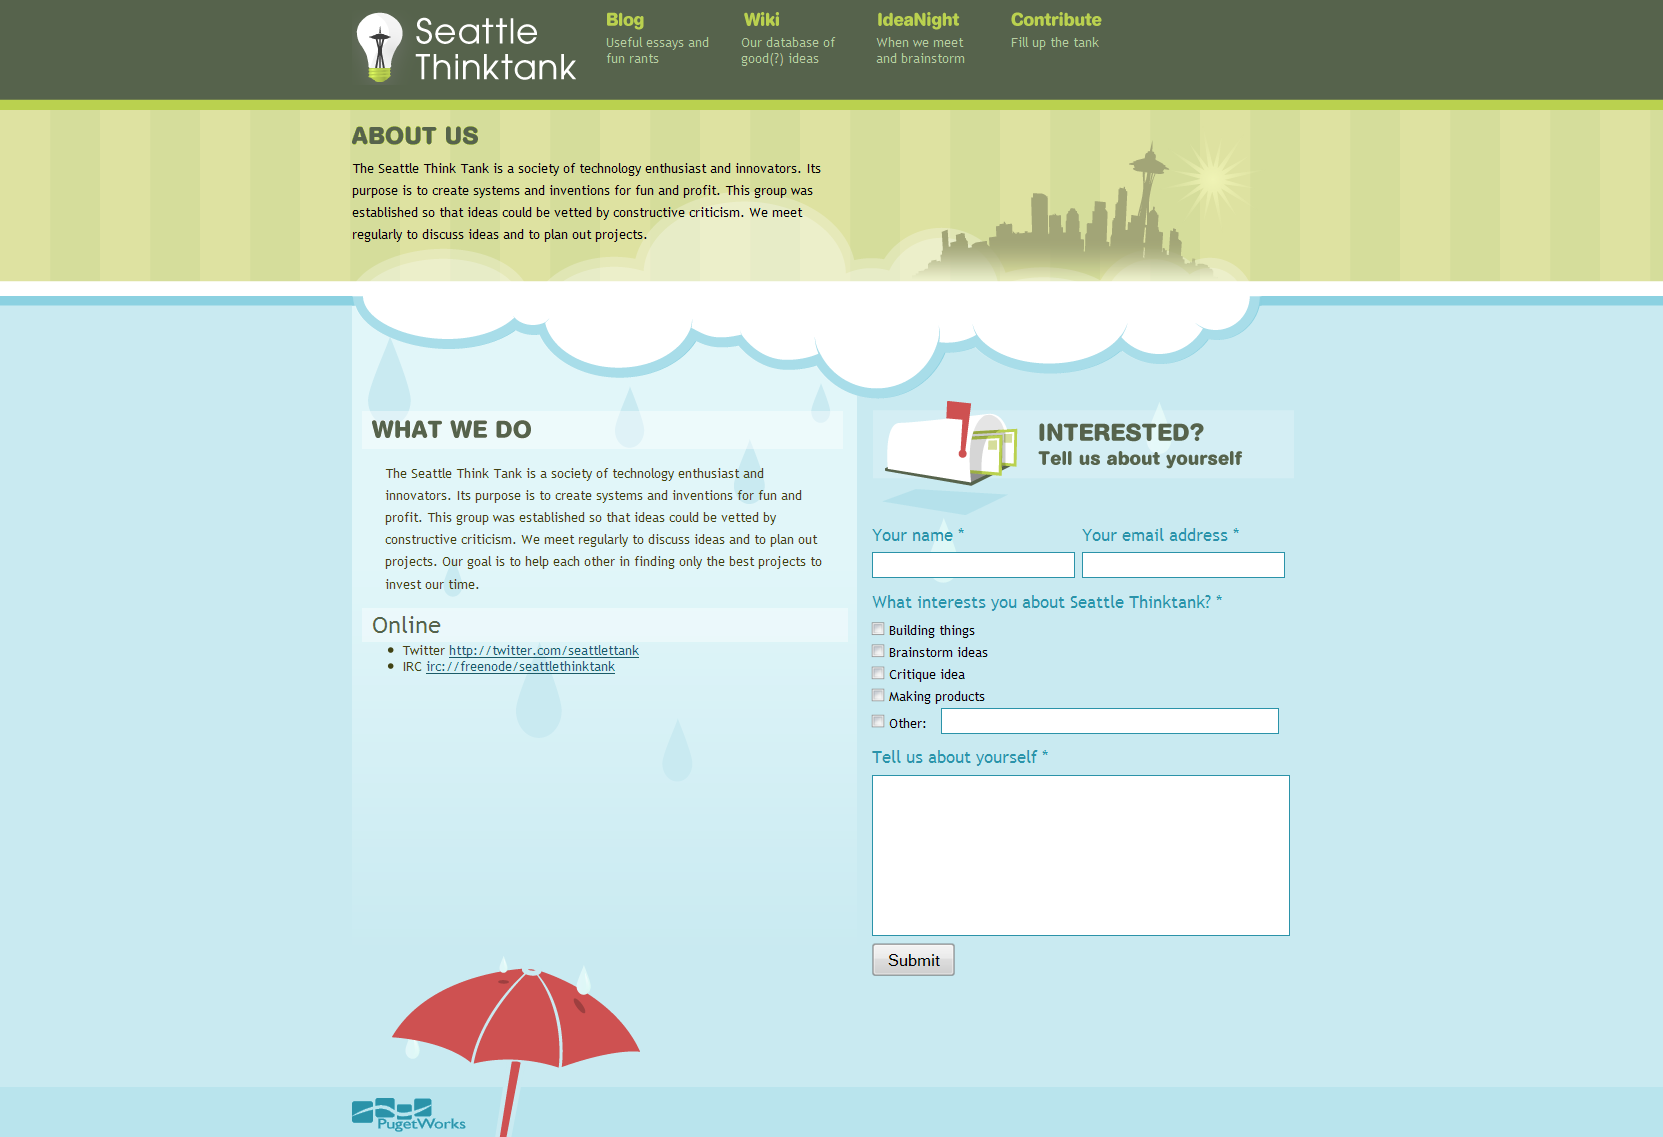 Seattle
Thinktank
Blog
Useful essays and
fun rants
Wiki
Our database of
good(?) ideas
IdeaNight
When we meet
and brainstorm
Contribute
Fill up the tank
ABOUT US
The Seattle Think Tank is a society of technology enthusiast and innovators. Its
purpose is to create systems and inventions for fun and profit. This group was
established so that ideas could be vetted by constructive criticism. We meet
regularly to discuss ideas and to plan out projects.
WHAT WE DO
The Seattle Think Tank is a society of technology enthusiast and
innovators. Its purpose is to create systems and inventions for fun and
profit. This group was established so that ideas could be vetted by
constructive criticism. We meet regularly to discuss ideas and to plan out
projects. Our goal is to help each other in finding only the best projects to
invest our time.
Online
• Twitter http://twitter.com/seattlettank
• IRC irc://freenode/seattlethinktank
INTERESTED?
Tell us about yourself
Your name *
Your email address *
What interests you about Seattle Thinktank? *
Building things
Brainstorm ideas
Critique idea
Making products
Other:
Tell us about yourself *
Submit
PugetWorks